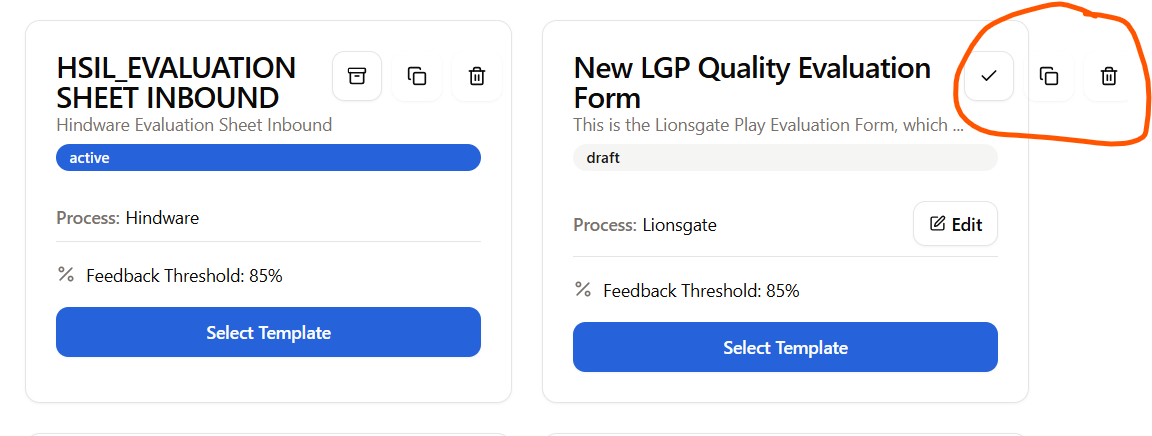 HSIL_EVALUATION
SHEET INBOUND
Hindware Evaluation Sheet Inbound
active
Process: Hindware
Feedback Threshold: 85%
Select Template
New LGP Quality Evaluation
Form
This is the Lionsgate Play Evaluation Form, which ...
draft
Process: Lionsgate
Edit
Feedback Threshold: 85%
Select Template